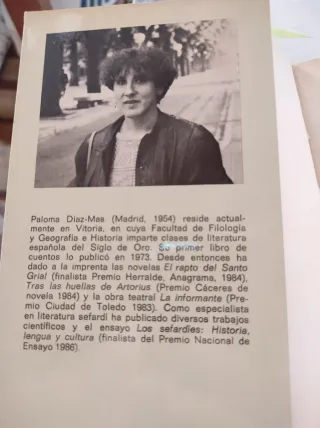 Paloma Díaz-Mas (Madrid, 1954) reside actual-
mente en Vitoria, en cuya Facultad de Filología
y Geografía e Historia imparte clases de literatura
española del Siglo de Oro. Su primer libro de
cuentos lo publicó en 1973. Desde entonces ha
dado a la imprenta las novelas El rapto del Santo
Grial (finalista Premio Herralde, Anagrama, 1984),
Tras las huellas de Artorius (Premio Cáceres de
novela 1984) y la obra teatral La informante (Pre-
mio Ciudad de Toledo 1983). Como especialista
en literatura sefardí ha publicado diversos trabajos
científicos y el ensayo Los sefardíes: Historia,
lengua y cultura (finalista del Premio Nacional de
Ensayo 1986).